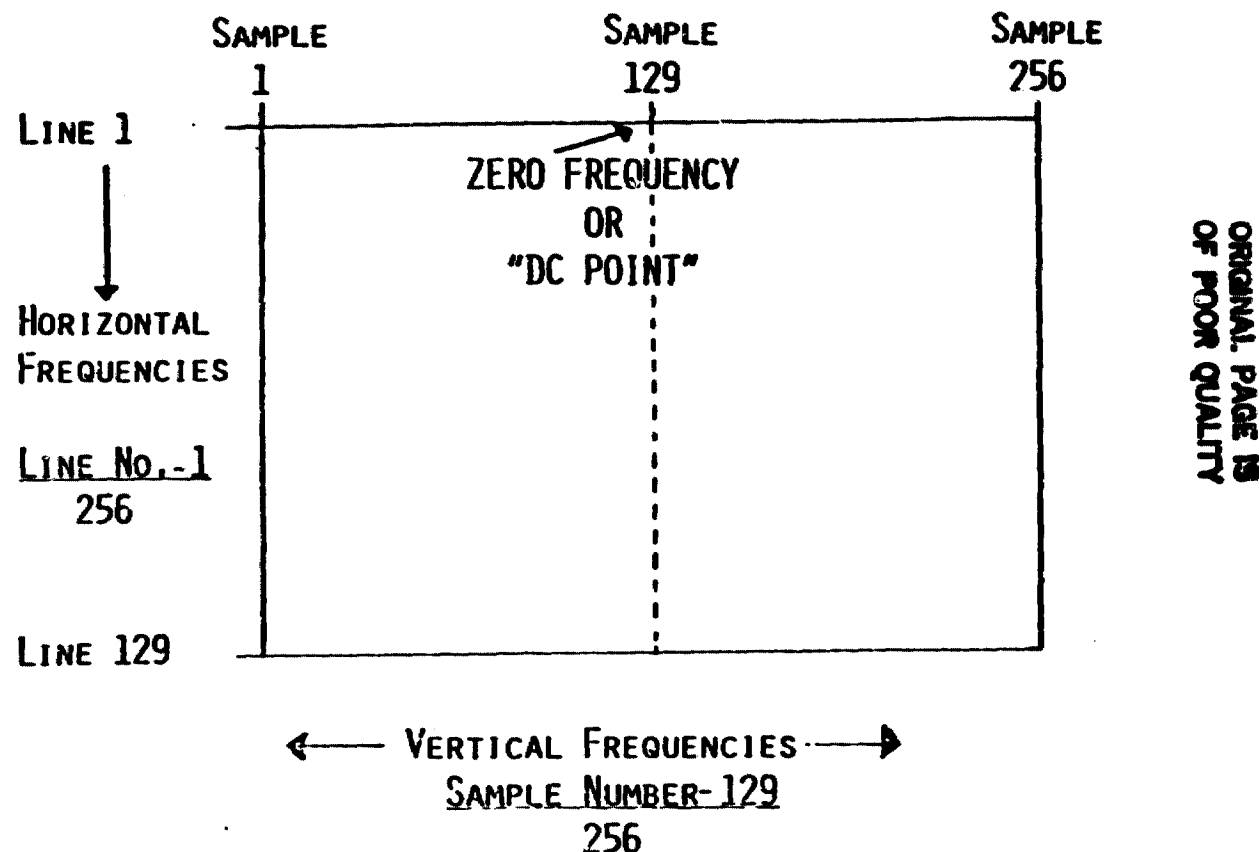 SAMPLE SAMPLE SAMPLE
1 129 256
LINE 1
ZERO FREQUENCY
OR
"DC POINT"
HORIZONTAL
FREQUENCIES
LINE NO.-1
256
LINE 129
VERTICAL FREQUENCIES
SAMPLE NUMBER-129
256
ORIGINAL PAGE IS
OF POOR QUALITY